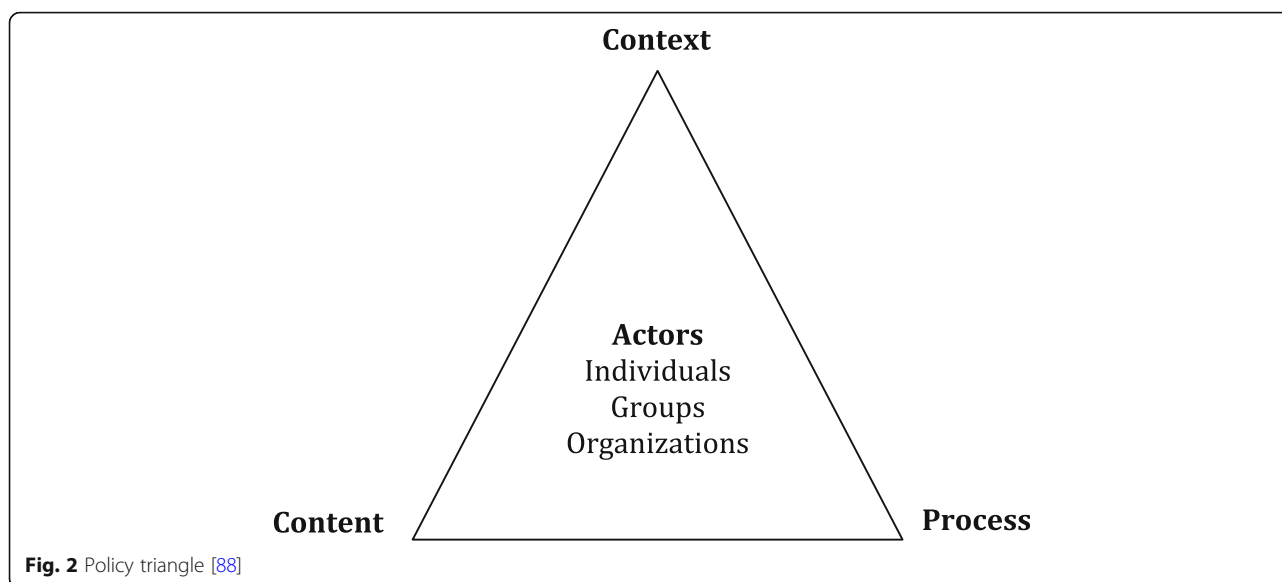 Context
Actors
Individuals
Groups
Organizations
Content
Process
Fig. 2 Policy triangle [88]